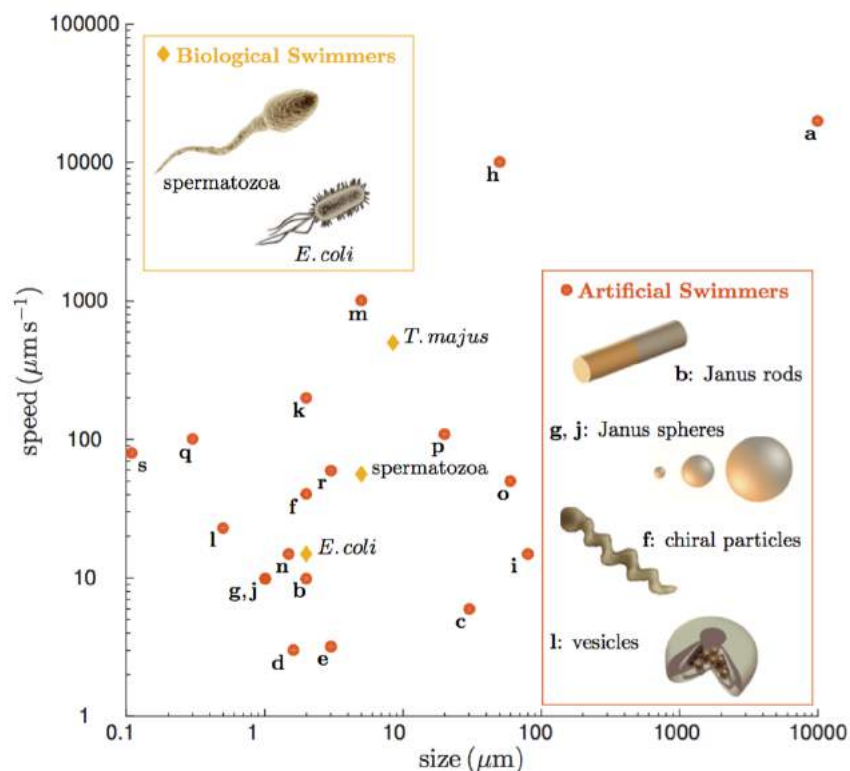 100000
10000
1000
100
10
1
speed (μm s⁻¹)
0.1
1
10
100
1000
10000
size (μm)
Biological Swimmers
spermatozoa
E. coli
a
h
m
T. majus
k
s
q
p
r
spermatozoa
f
o
l
n
E. coli
g, j
b
i
c
d
e
Artificial Swimmers
b: Janus rods
g, j: Janus spheres
f: chiral particles
l: vesicles